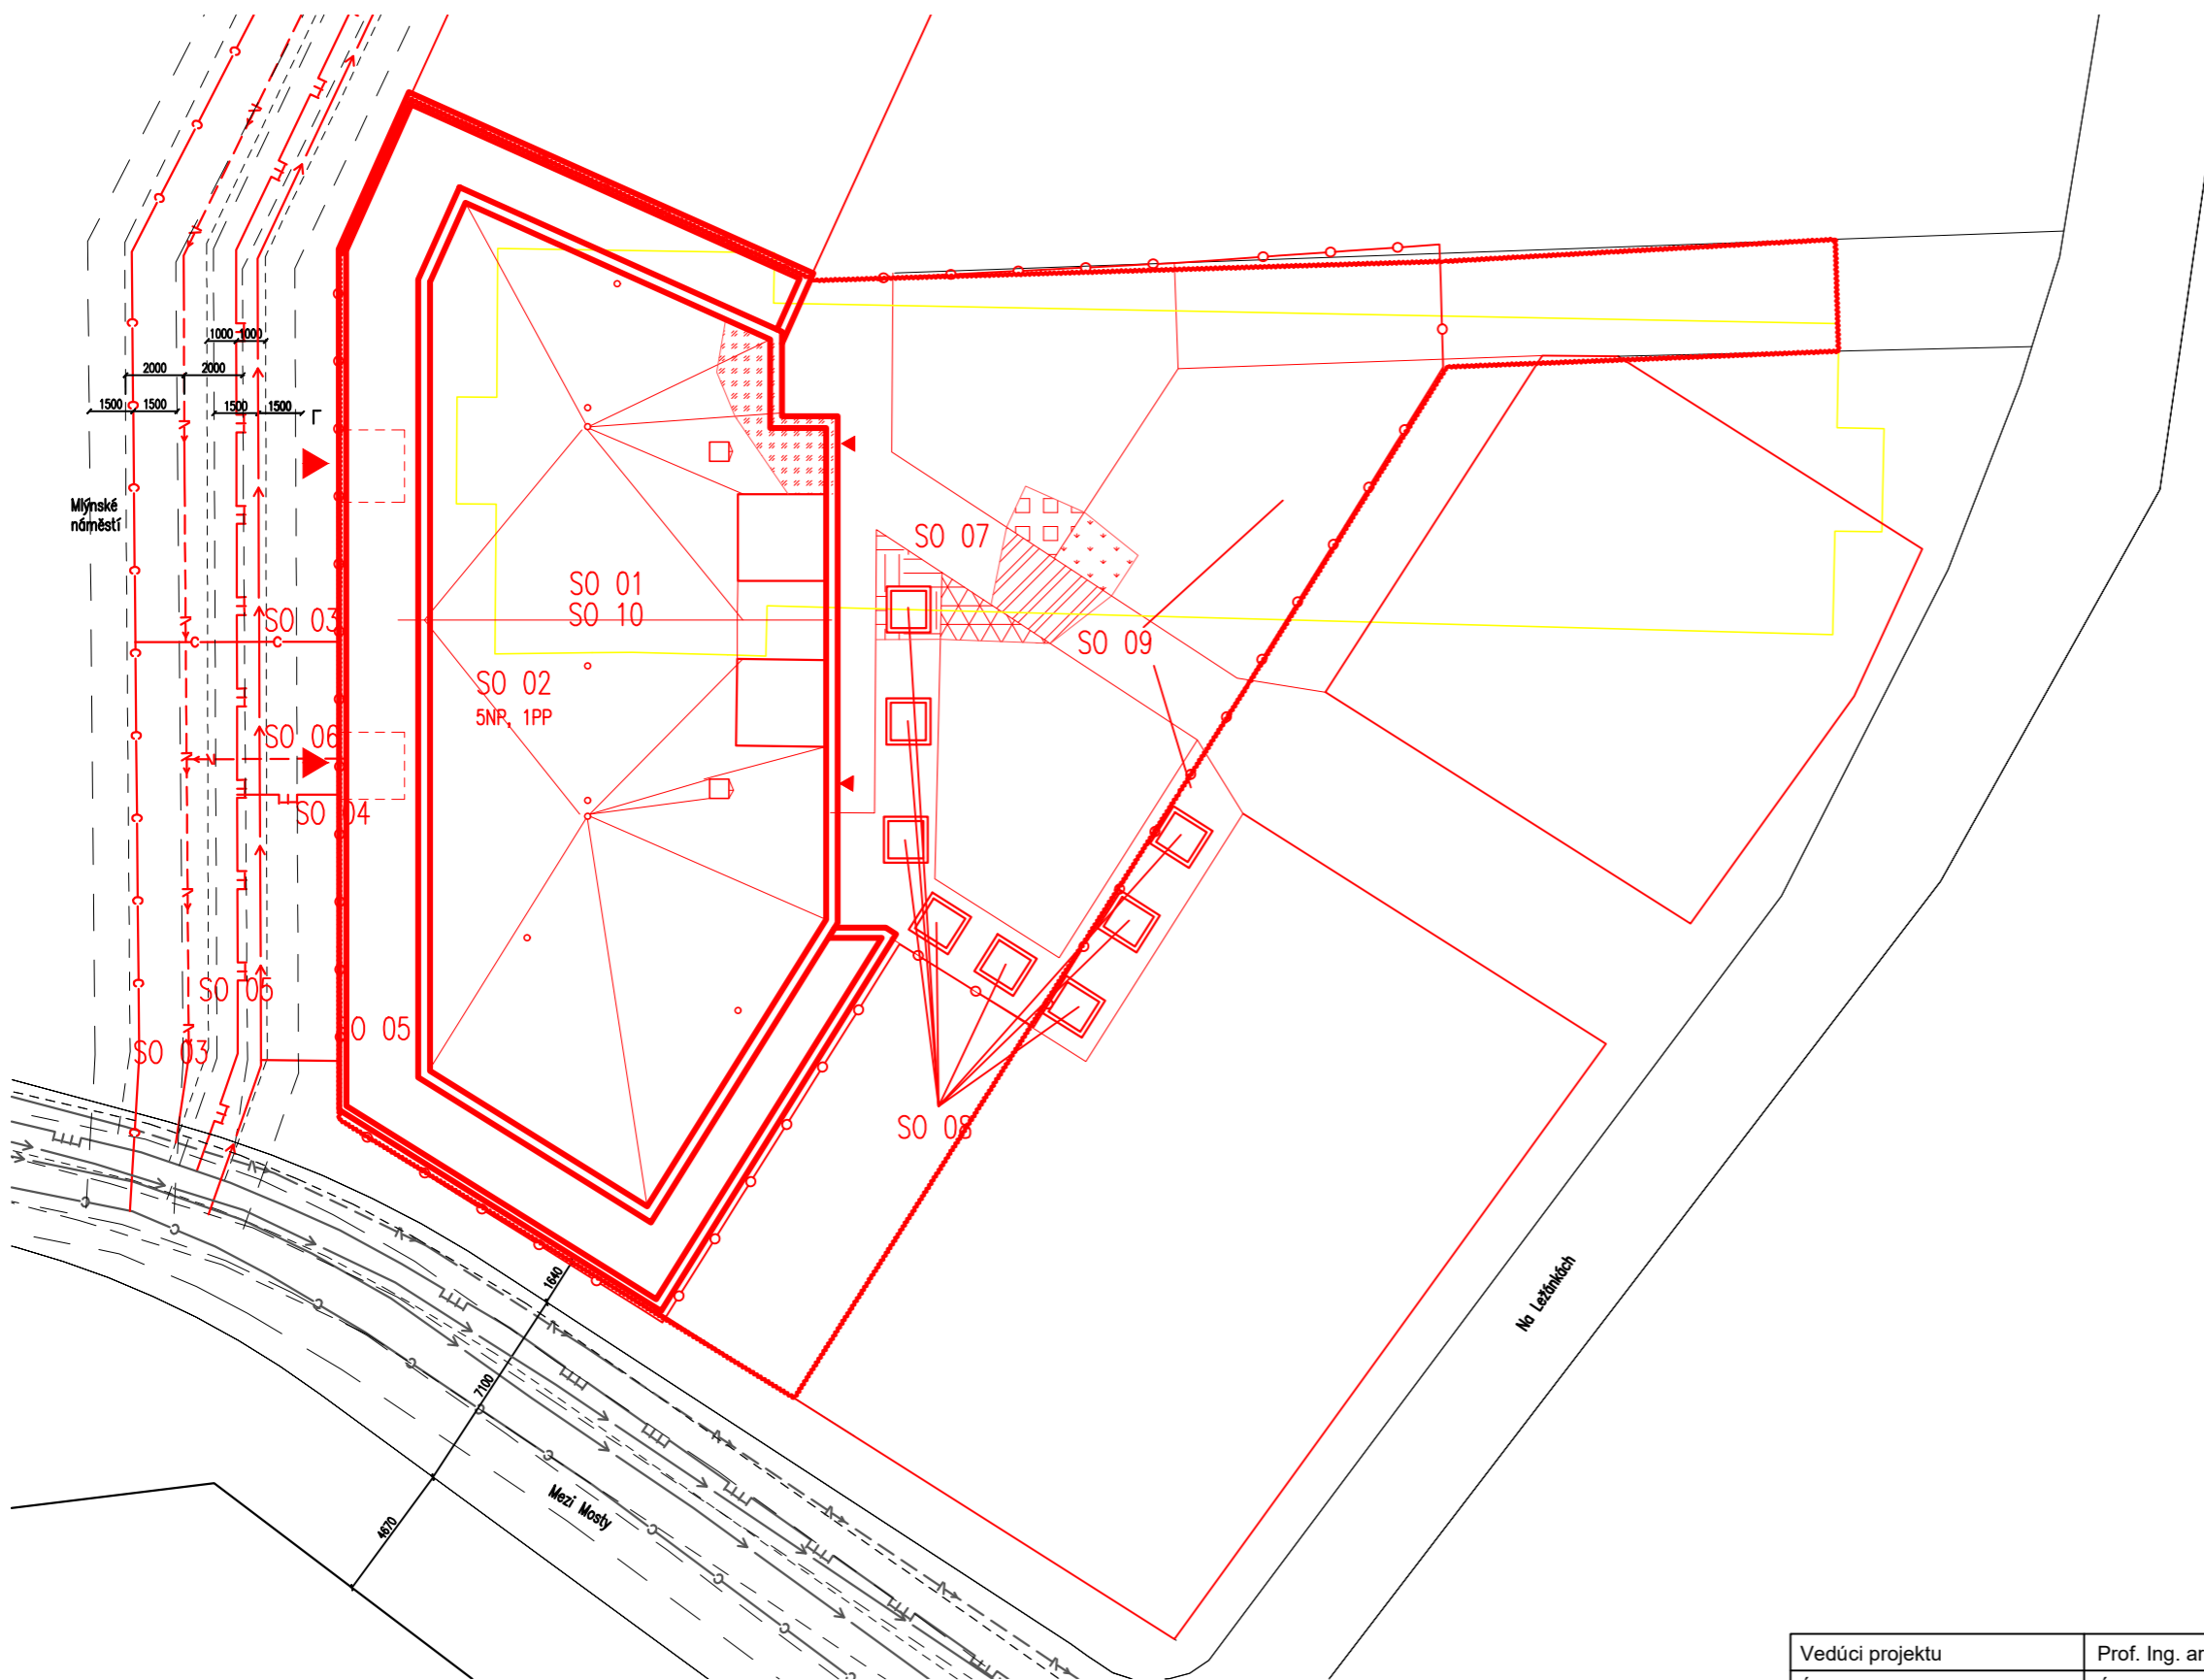 1000 1000
2000 2000
1500 1500 1500 1500
Mlýnské
náměstí
SO 07
SO 01
SO 10
SO 03
SO 09
SO 02
5NP, 1PP
SO 06
SO 04
SO 05
SO 05
SO 03
SO 08
1640
7100
4670
Mezi Mosty
Na Ležánkách
Vedúci projektu
Prof. Ing.